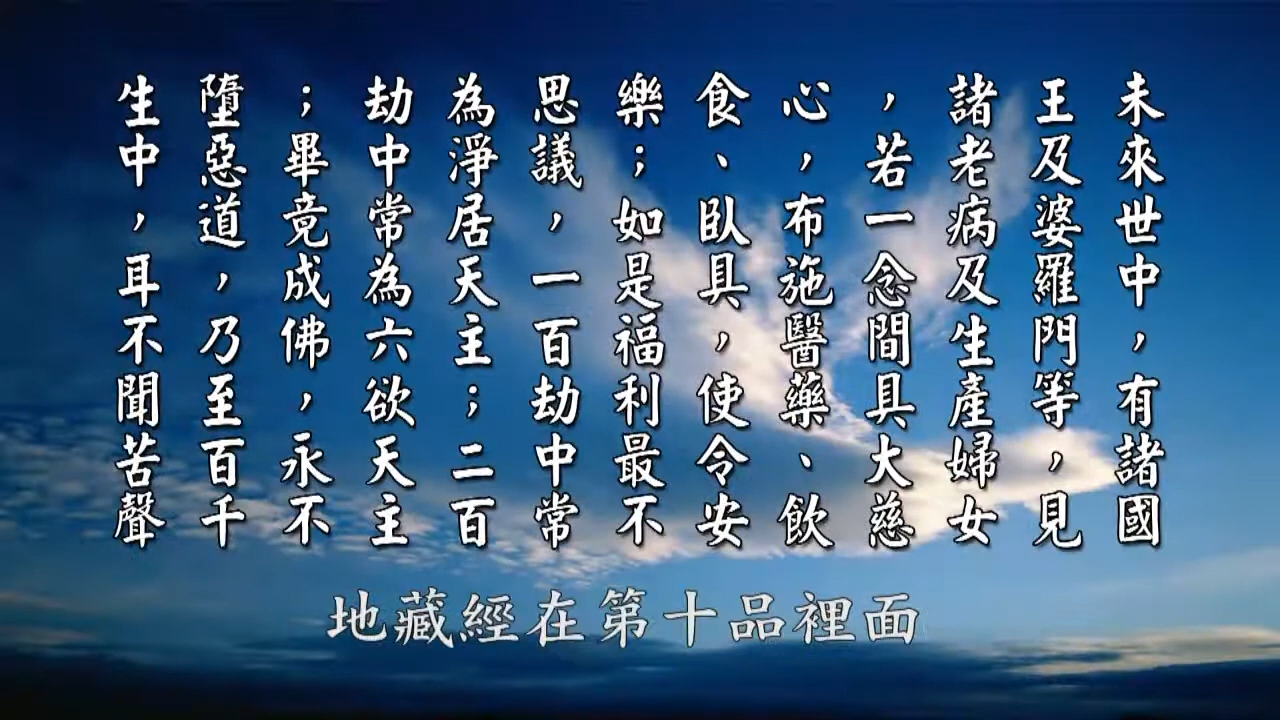 未來世中，有諸國
王及婆羅門等，見
諸老病及生產婦女
，若一念間具大慈
心，布施醫藥、飲
食、臥具，使令安
樂；如是福利最不
思議，一百劫中常
為淨居天主；二百
劫中常為六欲天主
；畢竟成佛，永不
墮惡道，乃至百千
生中，耳不聞苦聲
地藏經在第十品裡面